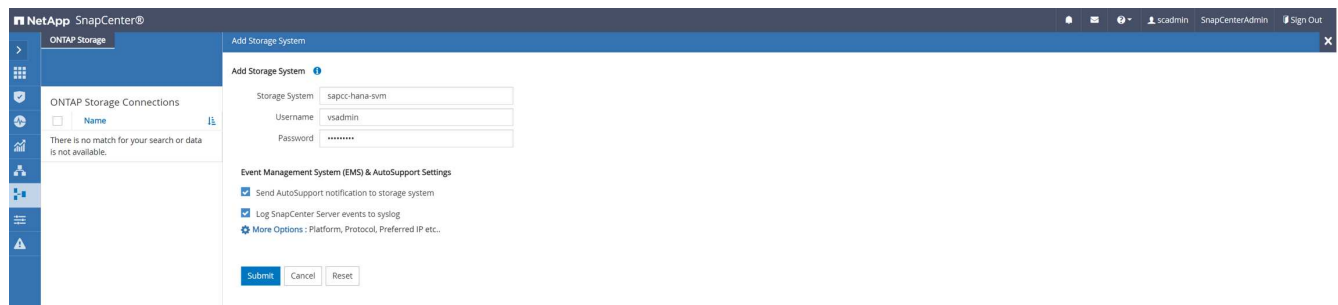 NetApp SnapCenter®
scadmin SnapCenterAdmin Sign Out
ONTAP Storage
Add Storage System
Add Storage System
Storage System sapcc-hana-svm
Username vsadmin
Password •••••••••
ONTAP Storage Connections
Name
There is no match for your search or data
is not available.
Event Management System (EMS) & AutoSupport Settings
Send AutoSupport notification to storage system
Log SnapCenter Server events to syslog
More Options : Platform, Protocol, Preferred IP etc..
Submit Cancel Reset